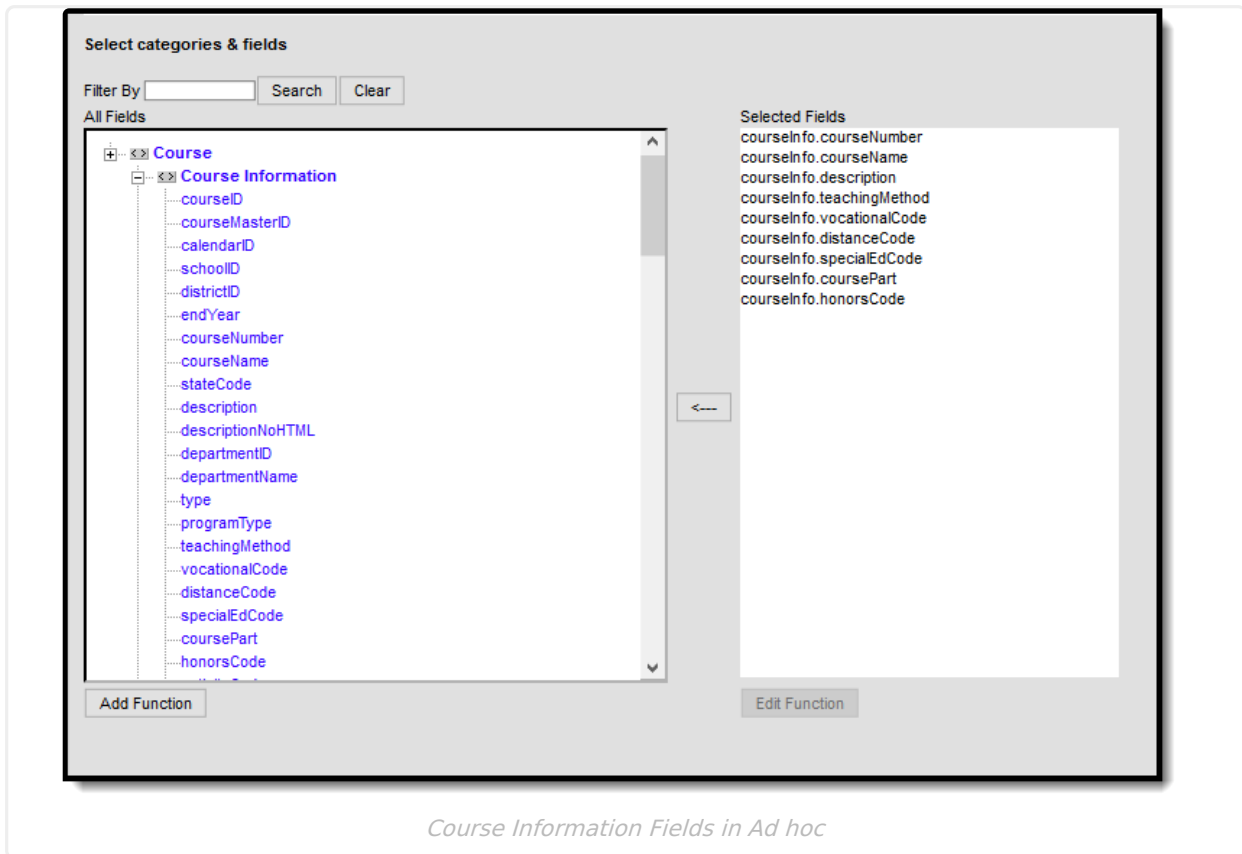 Select categories & fields
Filter By Search Clear
All Fields
Course
Course Information
courseID
courseMasterID
calendarID
schoolID
districtID
endYear
courseNumber
courseName
stateCode
description
descriptionNoHTML
departmentID
departmentName
type
programType
teachingMethod
vocationalCode
distanceCode
specialEdCode
coursePart
honorsCode
Add Function
<---
Selected Fields
courseInfo.courseNumber
courseInfo.courseName
courseInfo.description
courseInfo.teachingMethod
courseInfo.vocationalCode
courseInfo.distanceCode
courseInfo.specialEdCode
courseInfo.coursePart
courseInfo.honorsCode
Edit Function
Course Information Fields in Ad hoc